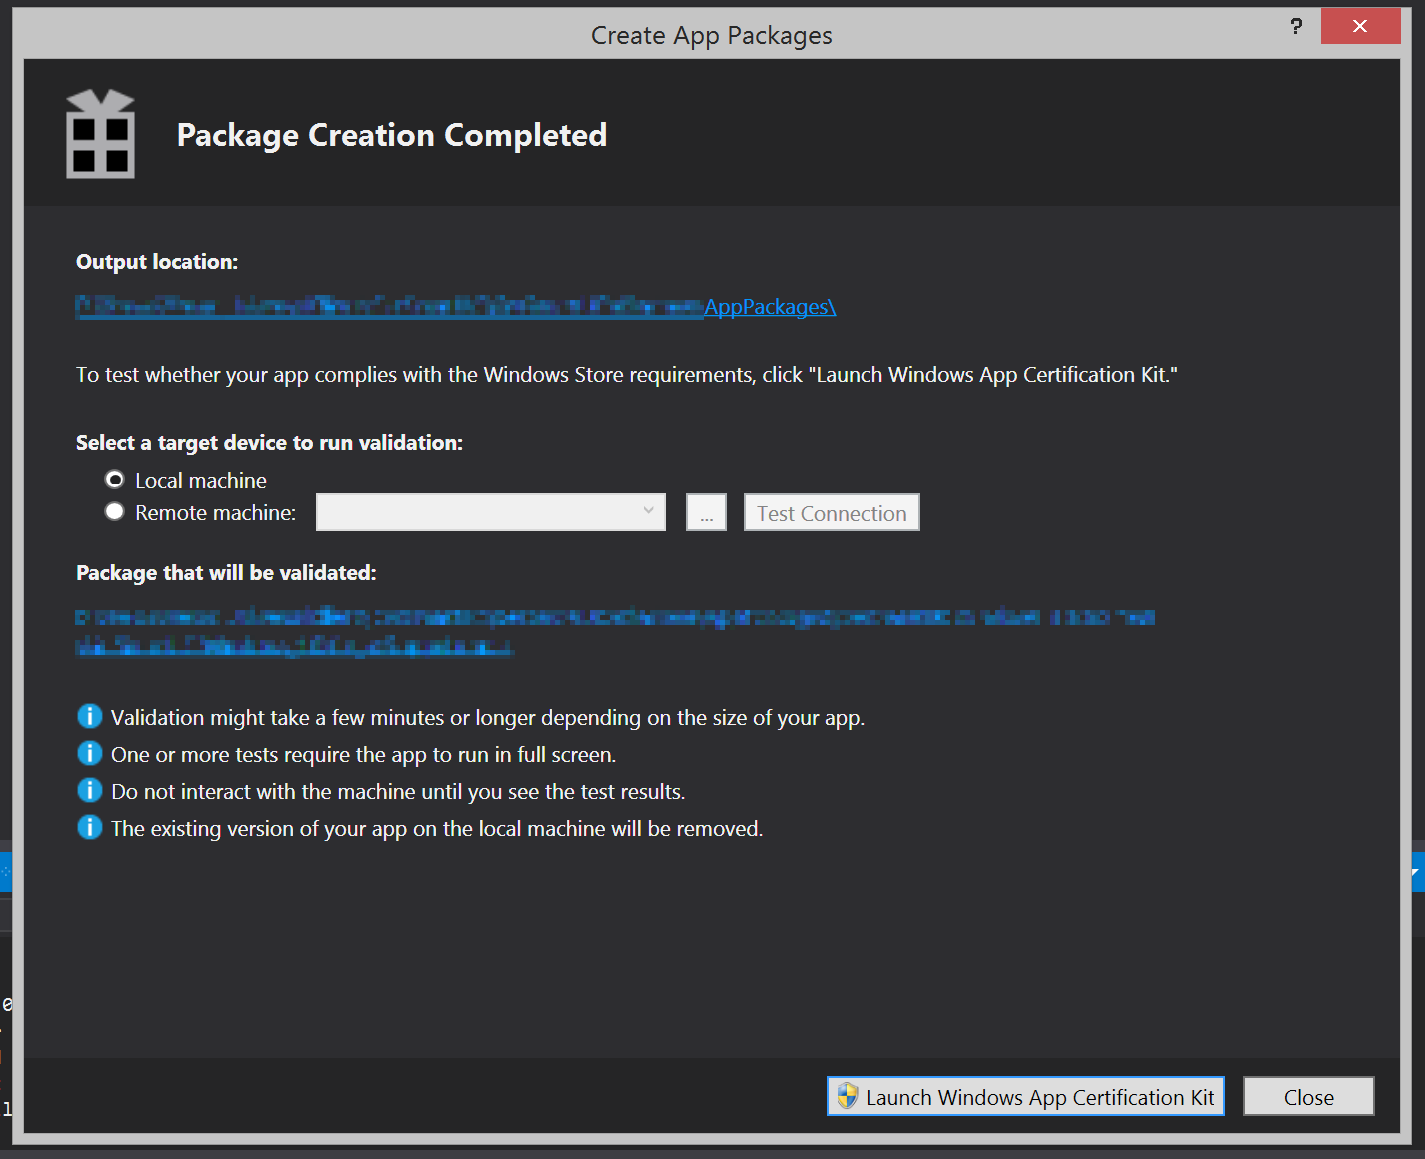 Create App Packages
?
Package Creation Completed
Output location:
AppPackages\
To test whether your app complies with the Windows Store requirements, click "Launch Windows App Certification Kit."
Select a target device to run validation:
Local machine
Remote machine:
...
Test Connection
Package that will be validated:
Validation might take a few minutes or longer depending on the size of your app.
One or more tests require the app to run in full screen.
Do not interact with the machine until you see the test results.
The existing version of your app on the local machine will be removed.
0
l
Launch Windows App Certification Kit
Close